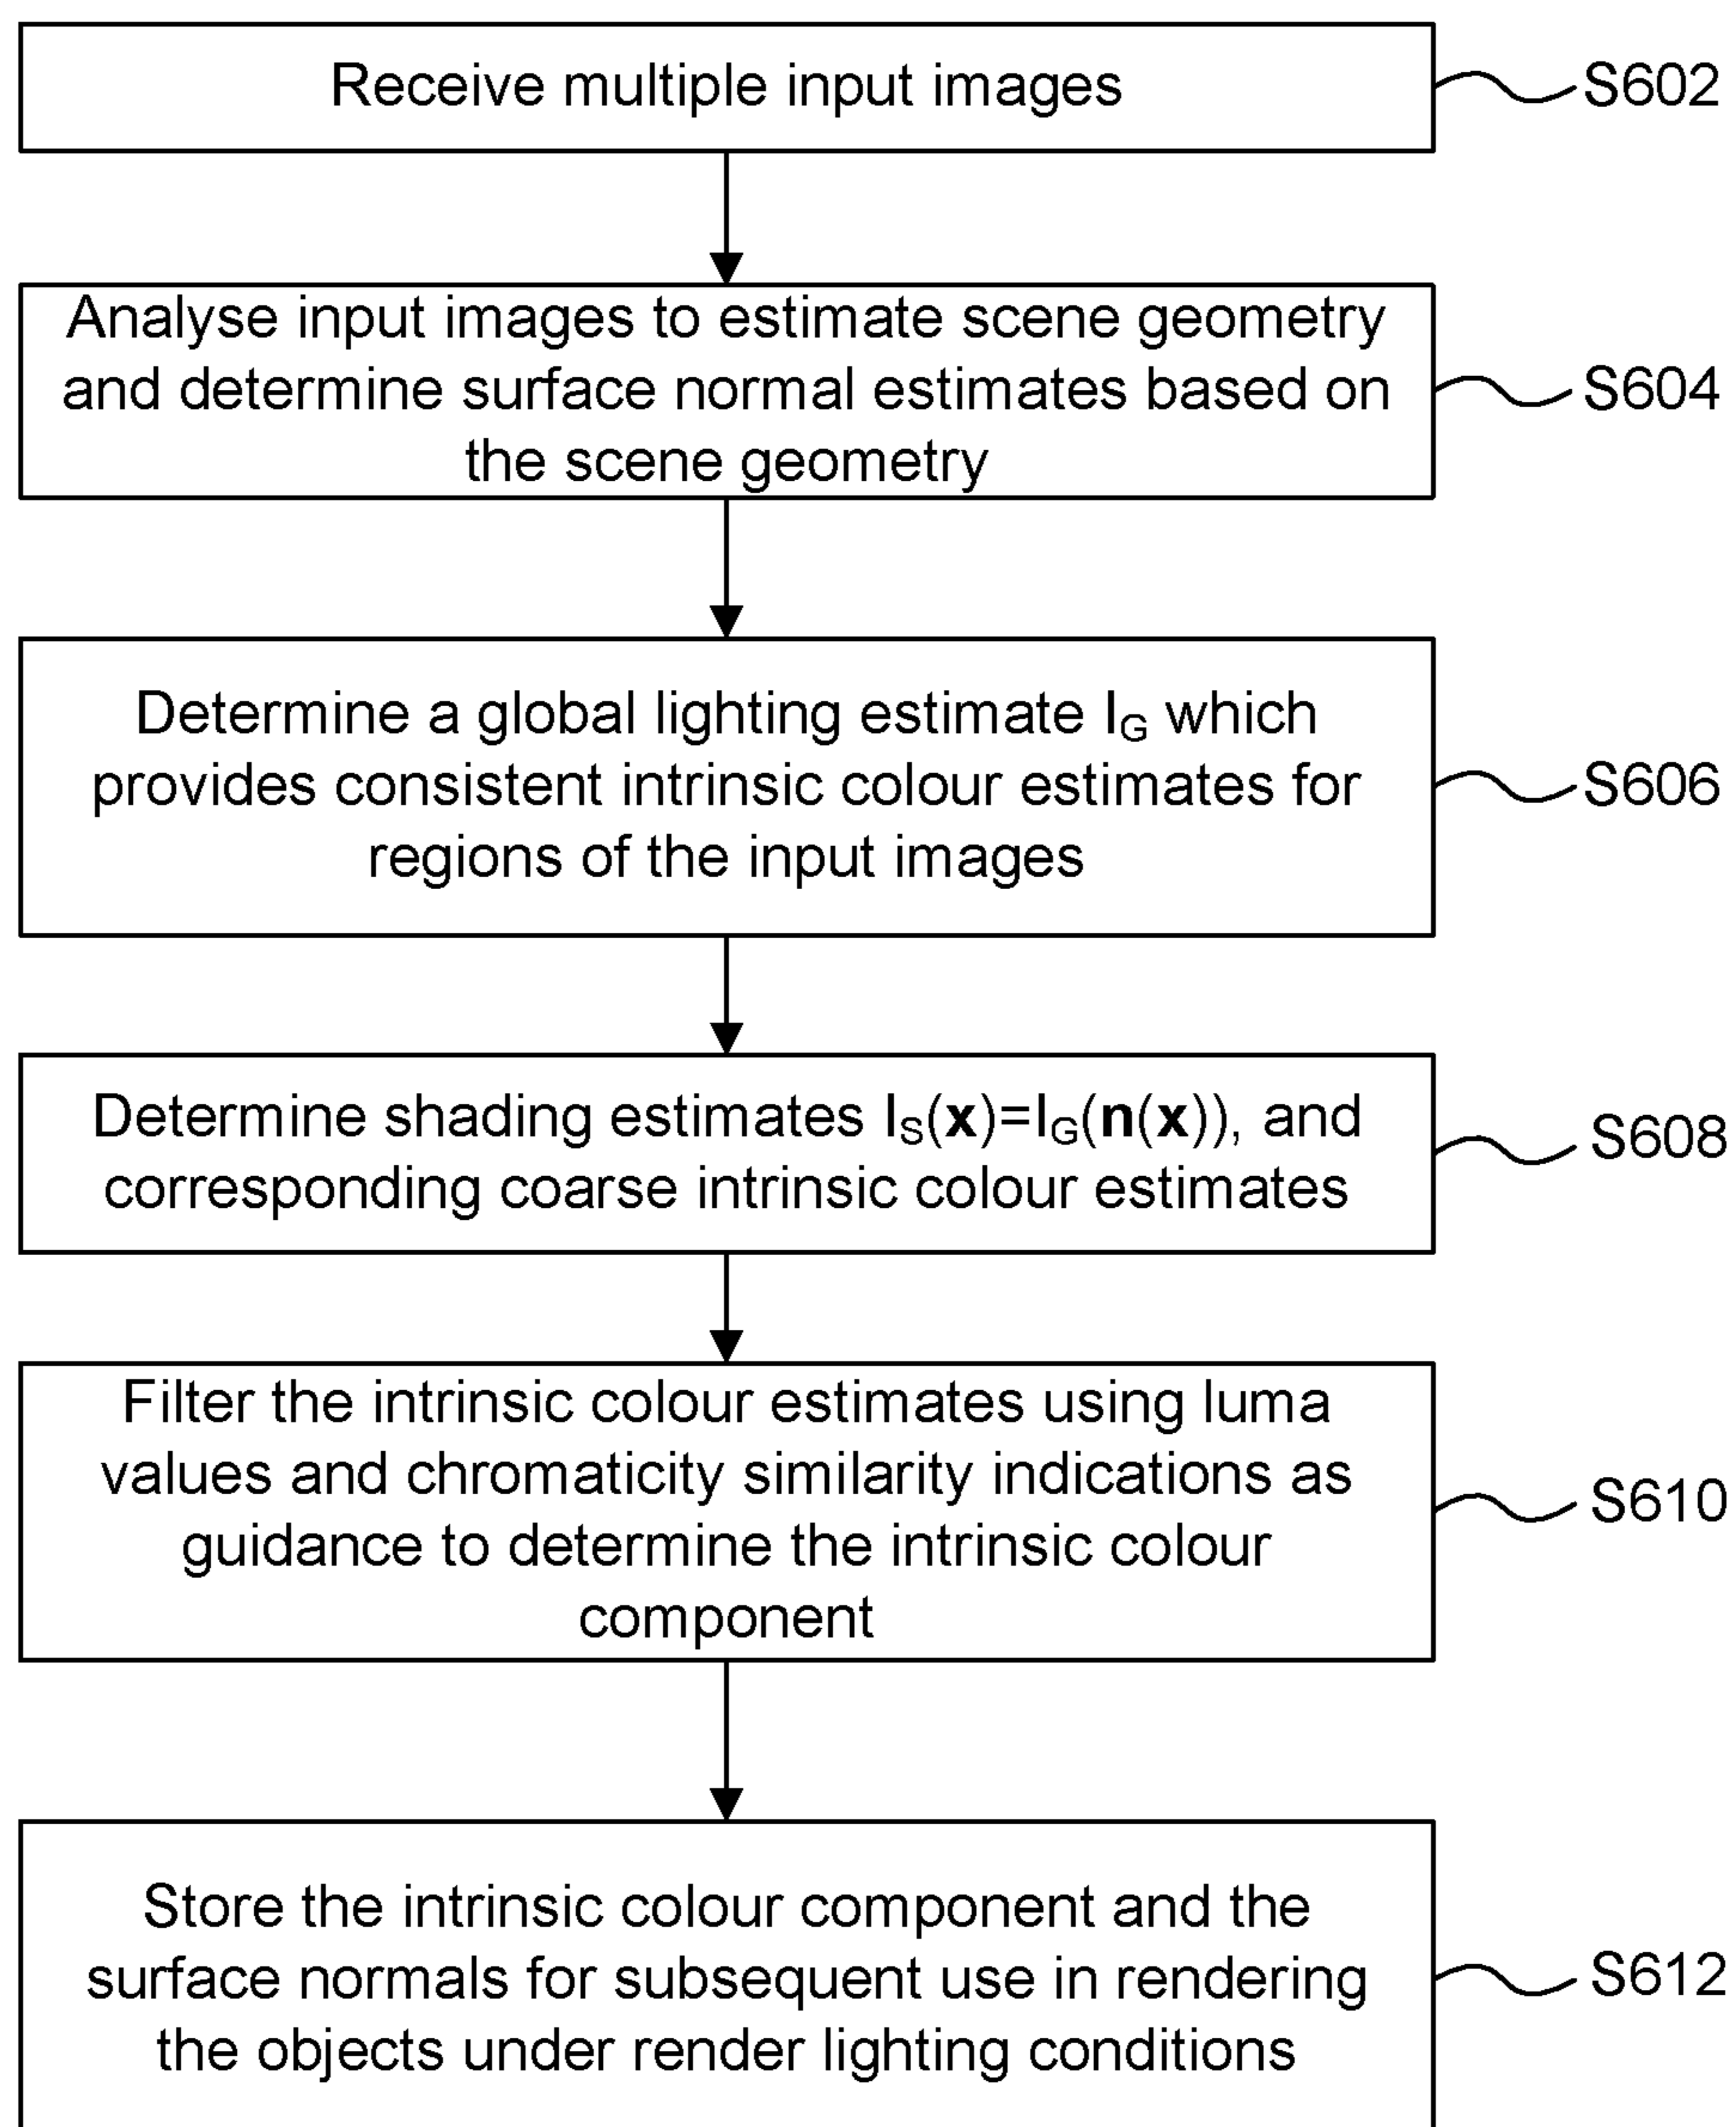 Receive multiple input images
S602
Analyse input images to estimate scene geometry
and determine surface normal estimates based on
the scene geometry
S604
Determine a global lighting estimate I_G which
provides consistent intrinsic colour estimates for
regions of the input images
S606
Determine shading estimates I_S(x)=I_G(n(x)), and
corresponding coarse intrinsic colour estimates
S608
Filter the intrinsic colour estimates using luma
values and chromaticity similarity indications as
guidance to determine the intrinsic colour
component
S610
Store the intrinsic colour component and the
surface normals for subsequent use in rendering
the objects under render lighting conditions
S612